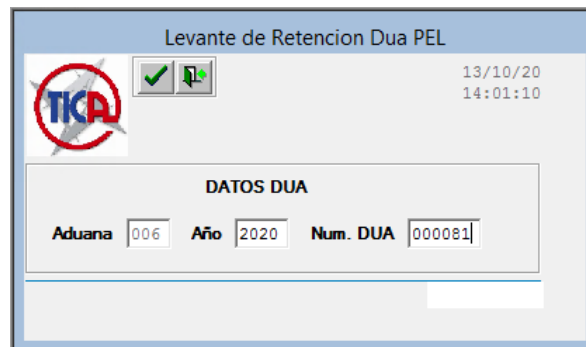 Levante de Retencion Dua PEL
TICA
13/10/20
14:01:10
DATOS DUA
Aduana 006 Año 2020 Num. DUA 000081